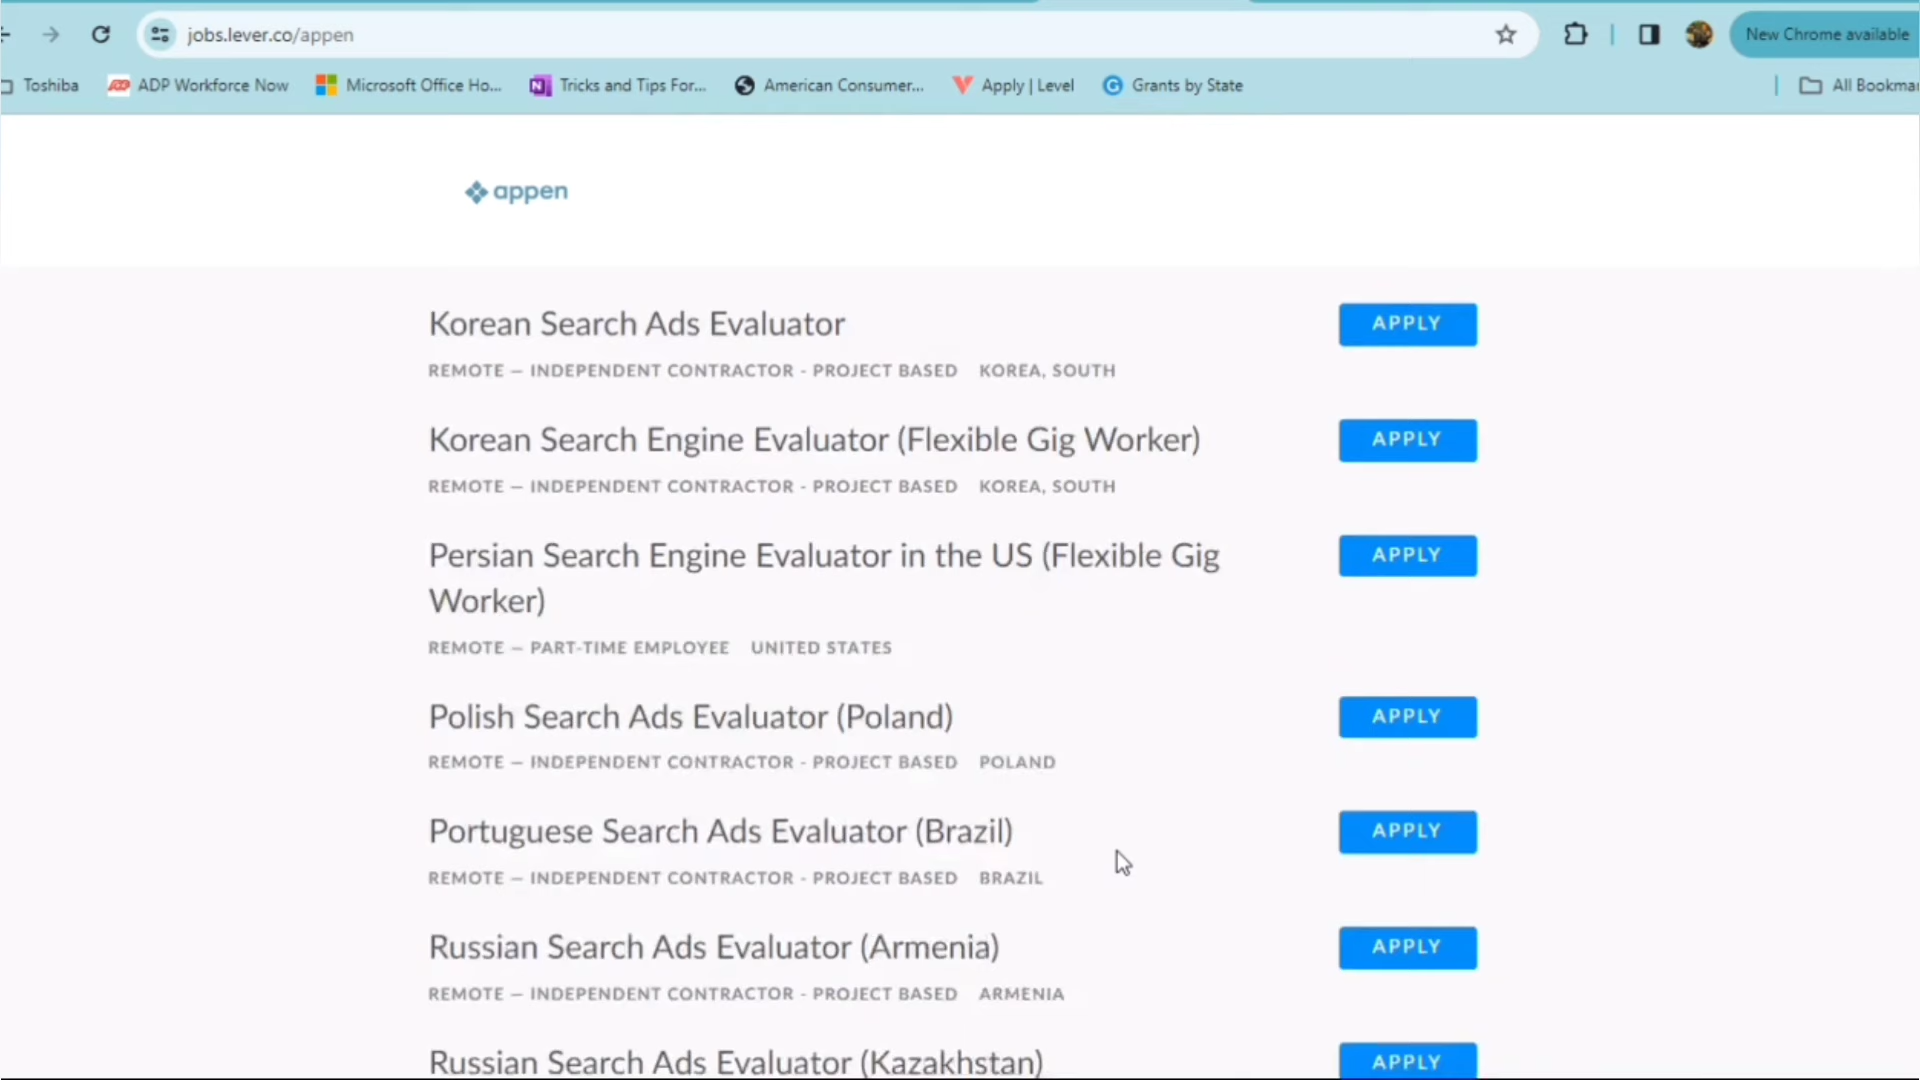 jobs.lever.co/appen
New Chrome available
Toshiba
ADP Workforce Now
Microsoft Office Ho...
Tricks and Tips For...
American Consumer...
Apply | Level
Grants by State
All Bookma
appen
Korean Search Ads Evaluator
APPLY
REMOTE – INDEPENDENT CONTRACTOR - PROJECT BASED KOREA, SOUTH
Korean Search Engine Evaluator (Flexible Gig Worker)
APPLY
REMOTE – INDEPENDENT CONTRACTOR - PROJECT BASED KOREA, SOUTH
Persian Search Engine Evaluator in the US (Flexible Gig
Worker)
APPLY
REMOTE – PART-TIME EMPLOYEE UNITED STATES
Polish Search Ads Evaluator (Poland)
APPLY
REMOTE – INDEPENDENT CONTRACTOR - PROJECT BASED POLAND
Portuguese Search Ads Evaluator (Brazil)
APPLY
REMOTE – INDEPENDENT CONTRACTOR - PROJECT BASED BRAZIL
Russian Search Ads Evaluator (Armenia)
APPLY
REMOTE – INDEPENDENT CONTRACTOR - PROJECT BASED ARMENIA
Russian Search Ads Evaluator (Kazakhstan)
APPLY